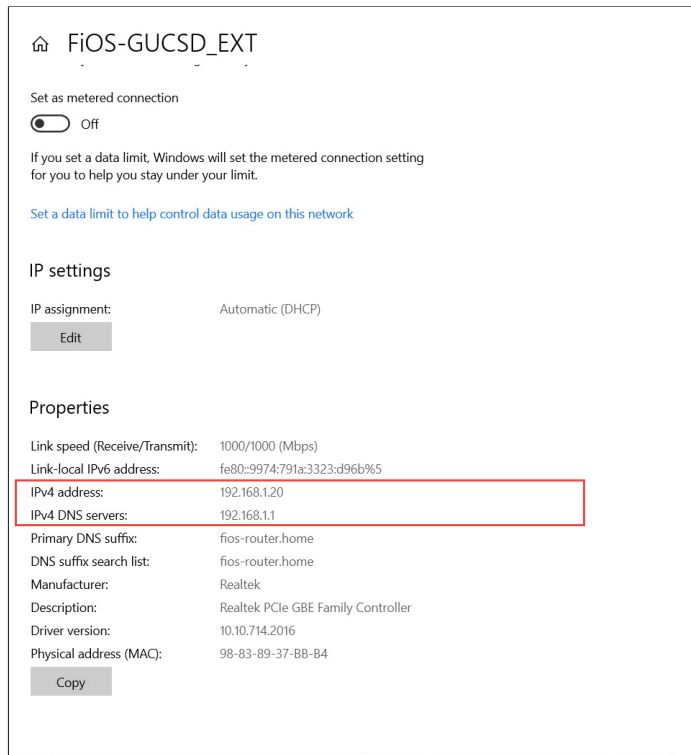 FiOS-GUCSD_EXT
Set as metered connection
Off
If you set a data limit, Windows will set the metered connection setting
for you to help you stay under your limit.
Set a data limit to help control data usage on this network
IP settings
IP assignment: Automatic (DHCP)
Edit
Properties
Link speed (Receive/Transmit): 1000/1000 (Mbps)
Link-local IPv6 address: fe80::9974:791a:3323:d96b%5
IPv4 address: 192.168.1.20
IPv4 DNS servers: 192.168.1.1
Primary DNS suffix: fios-router.home
DNS suffix search list: fios-router.home
Manufacturer: Realtek
Description: Realtek PCIe GBE Family Controller
Driver version: 10.10.714.2016
Physical address (MAC): 98-83-89-37-BB-B4
Copy